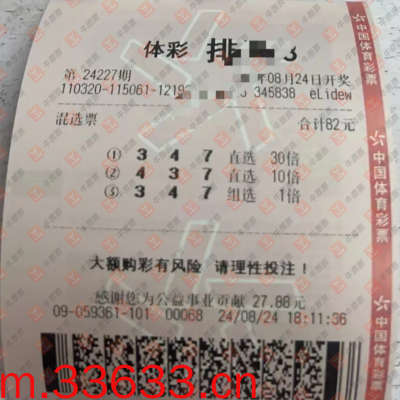 体彩 排 3
第 24227期 年08月24日开奖
110320-115061-1219 345838 eLidew
混选票 合计82元
① 3 4 7 直选 30倍
② 4 3 7 直选 10倍
③ 3 4 7 组选 1倍
大额购彩有风险 请理性投注！
感谢您为公益事业贡献 27.88 元
09-059361-101 00068 24/08/24 18:11:36
m.33633.cn
中国体育彩票
中国体育彩票
中国体育彩票